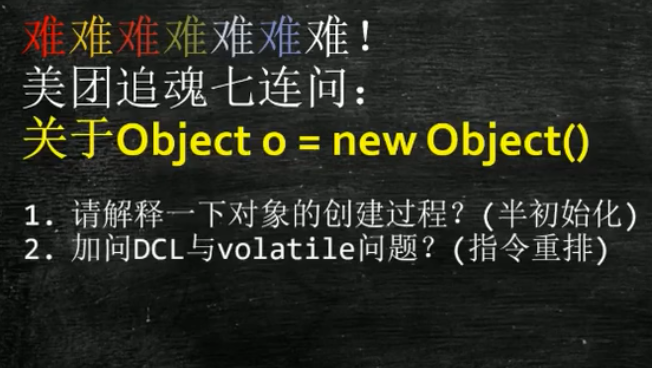 难难难难难难难！
美团追魂七连问：
关于Object o = new Object()
1. 请解释一下对象的创建过程？(半初始化)
2. 加问DCL与volatile问题？(指令重排)